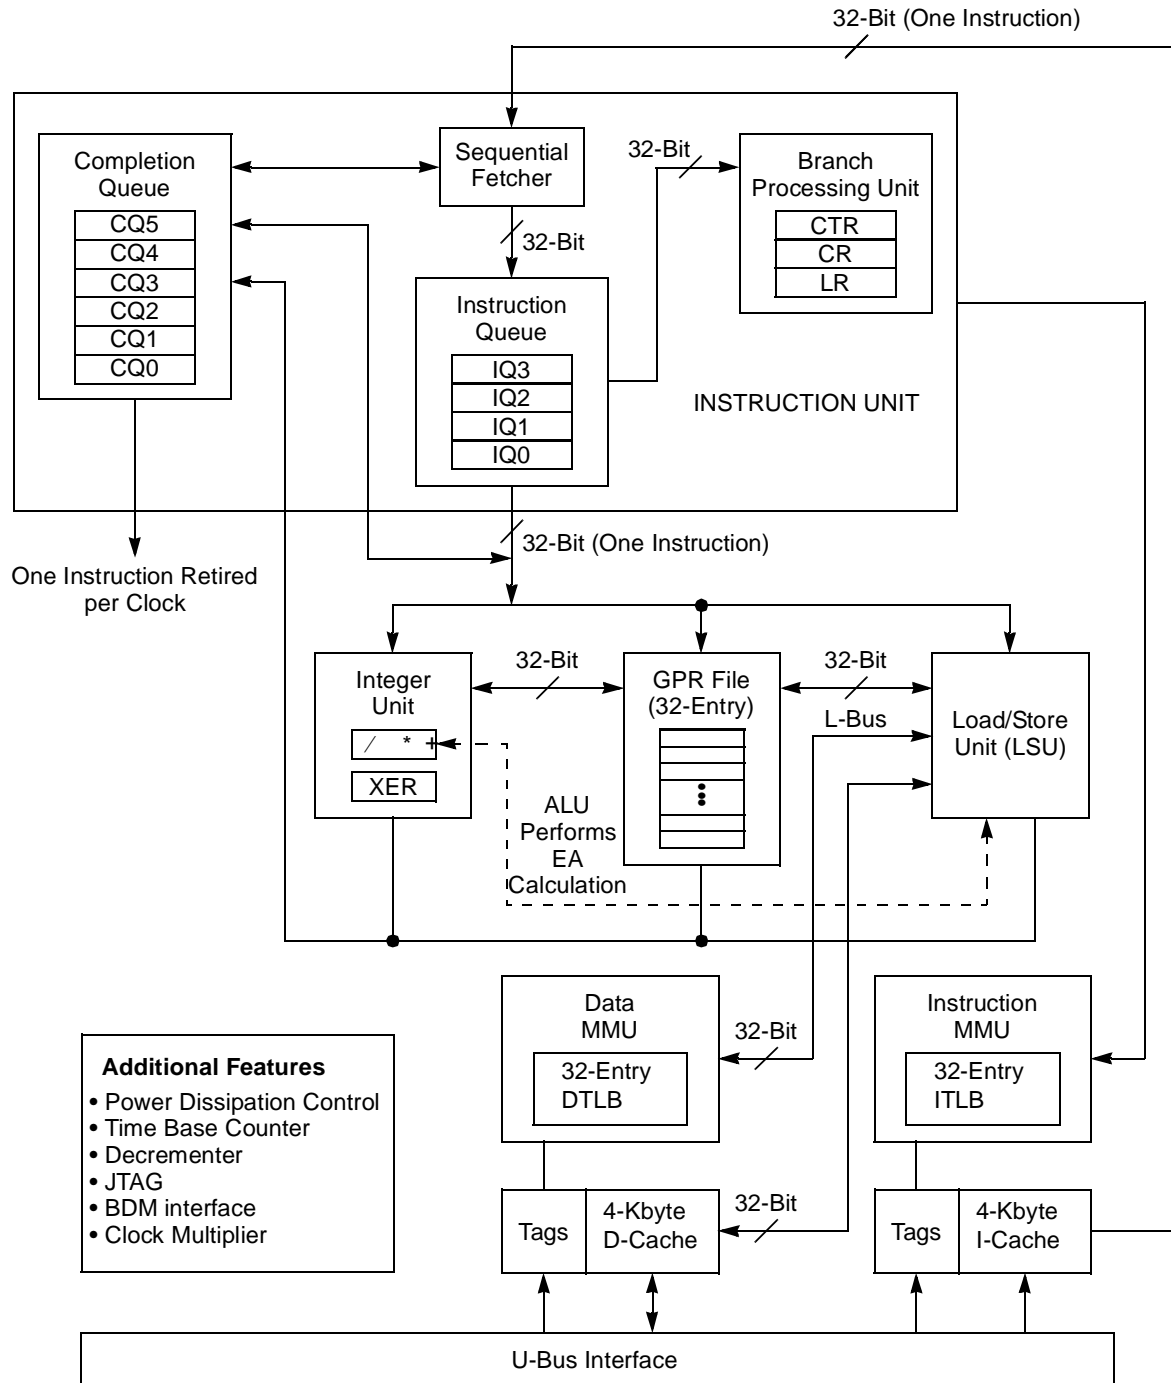 32-Bit (One Instruction)
Completion
Queue
CQ5
CQ4
CQ3
CQ2
CQ1
CQ0
Sequential
Fetcher
32-Bit
32-Bit
Branch
Processing Unit
CTR
CR
LR
Instruction
Queue
IQ3
IQ2
IQ1
IQ0
INSTRUCTION UNIT
32-Bit (One Instruction)
One Instruction Retired
per Clock
Integer
Unit
/ * +
XER
32-Bit
GPR File
(32-Entry)
32-Bit
L-Bus
Load/Store
Unit (LSU)
ALU
Performs
EA
Calculation
Data
MMU
32-Entry
DTLB
32-Bit
Instruction
MMU
32-Entry
ITLB
Additional Features
• Power Dissipation Control
• Time Base Counter
• Decrementer
• JTAG
• BDM interface
• Clock Multiplier
Tags
4-Kbyte
D-Cache
32-Bit
Tags
4-Kbyte
I-Cache
U-Bus Interface